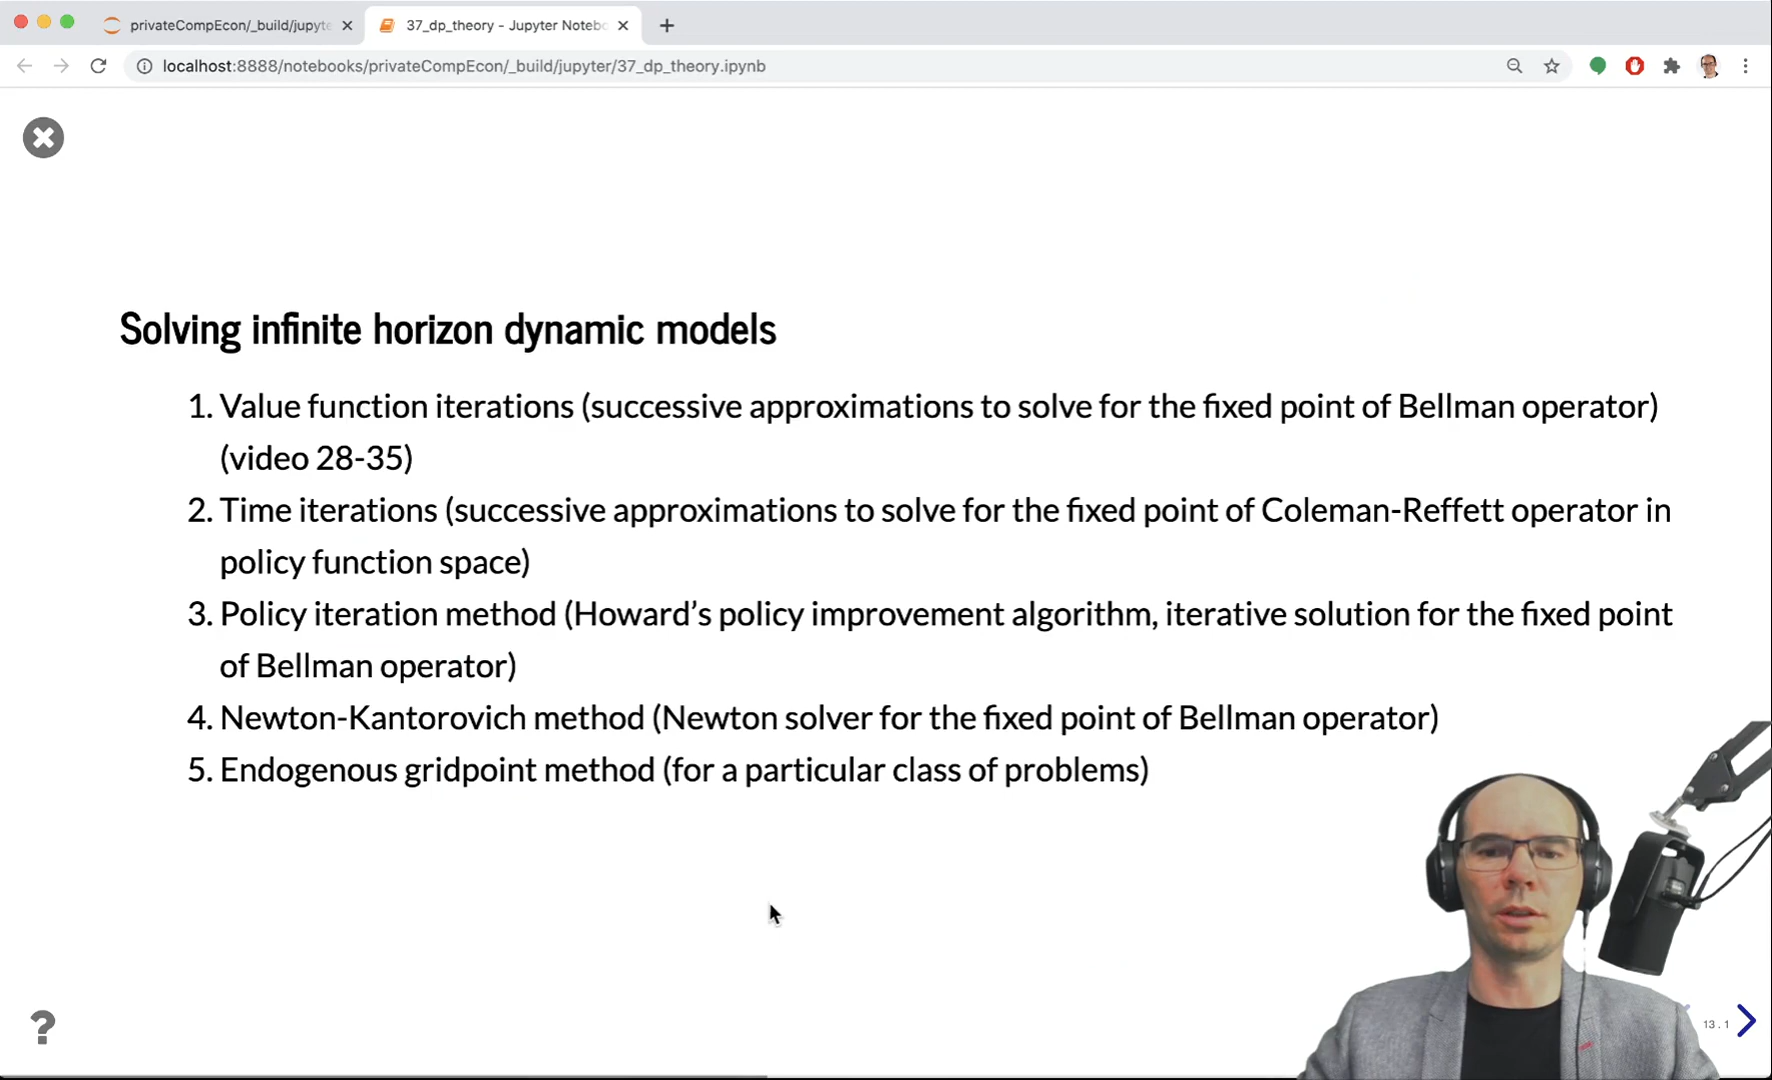 privateCompEcon/_build/jupyte
37_dp_theory - Jupyter Notebo
localhost:8888/notebooks/privateCompEcon/_build/jupyter/37_dp_theory.ipynb
Solving infinite horizon dynamic models
1. Value function iterations (successive approximations to solve for the fixed point of Bellman operator)
(video 28-35)
2. Time iterations (successive approximations to solve for the fixed point of Coleman-Reffett operator in
policy function space)
3. Policy iteration method (Howard’s policy improvement algorithm, iterative solution for the fixed point
of Bellman operator)
4. Newton-Kantorovich method (Newton solver for the fixed point of Bellman operator)
5. Endogenous gridpoint method (for a particular class of problems)
?
13.1